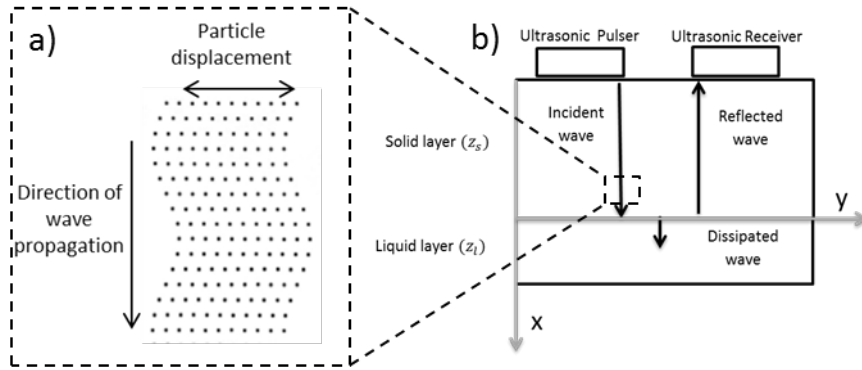 a)
Particle
displacement
Direction of
wave
propagation
b)
Ultrasonic Pulser
Ultrasonic Receiver
Incident
wave
Reflected
wave
Solid layer (z_s)
y
Liquid layer (z_l)
Dissipated
wave
x